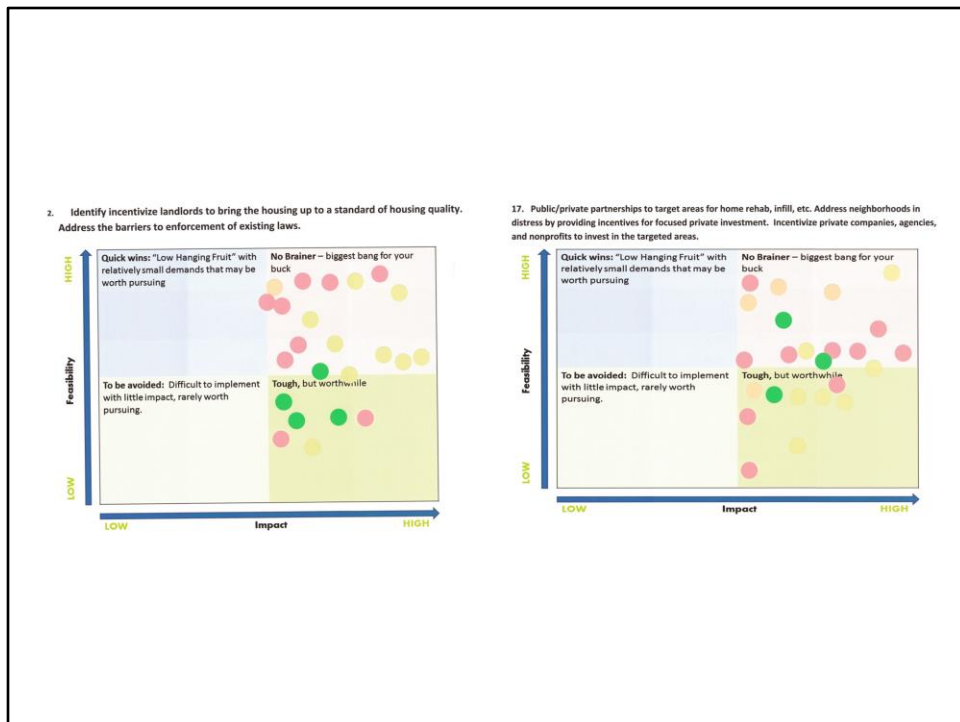 2. Identify incentivize landlords to bring the housing up to a standard of housing quality.
Address the barriers to enforcement of existing laws.
HIGH
Feasibility
LOW
Quick wins: "Low Hanging Fruit" with
relatively small demands that may be
worth pursuing
No Brainer – biggest bang for your
buck
To be avoided: Difficult to implement
with little impact, rarely worth
pursuing.
Tough, but worthwhile
LOW
Impact
HIGH
17. Public/private partnerships to target areas for home rehab, infill, etc. Address neighborhoods in
distress by providing incentives for focused private investment. Incentivize private companies, agencies,
and nonprofits to invest in the targeted areas.
HIGH
Feasibility
LOW
Quick wins: "Low Hanging Fruit" with
relatively small demands that may be
worth pursuing
No Brainer – biggest bang for your
buck
To be avoided: Difficult to implement
with little impact, rarely worth
pursuing.
Tough, but worthwhile
LOW
Impact
HIGH